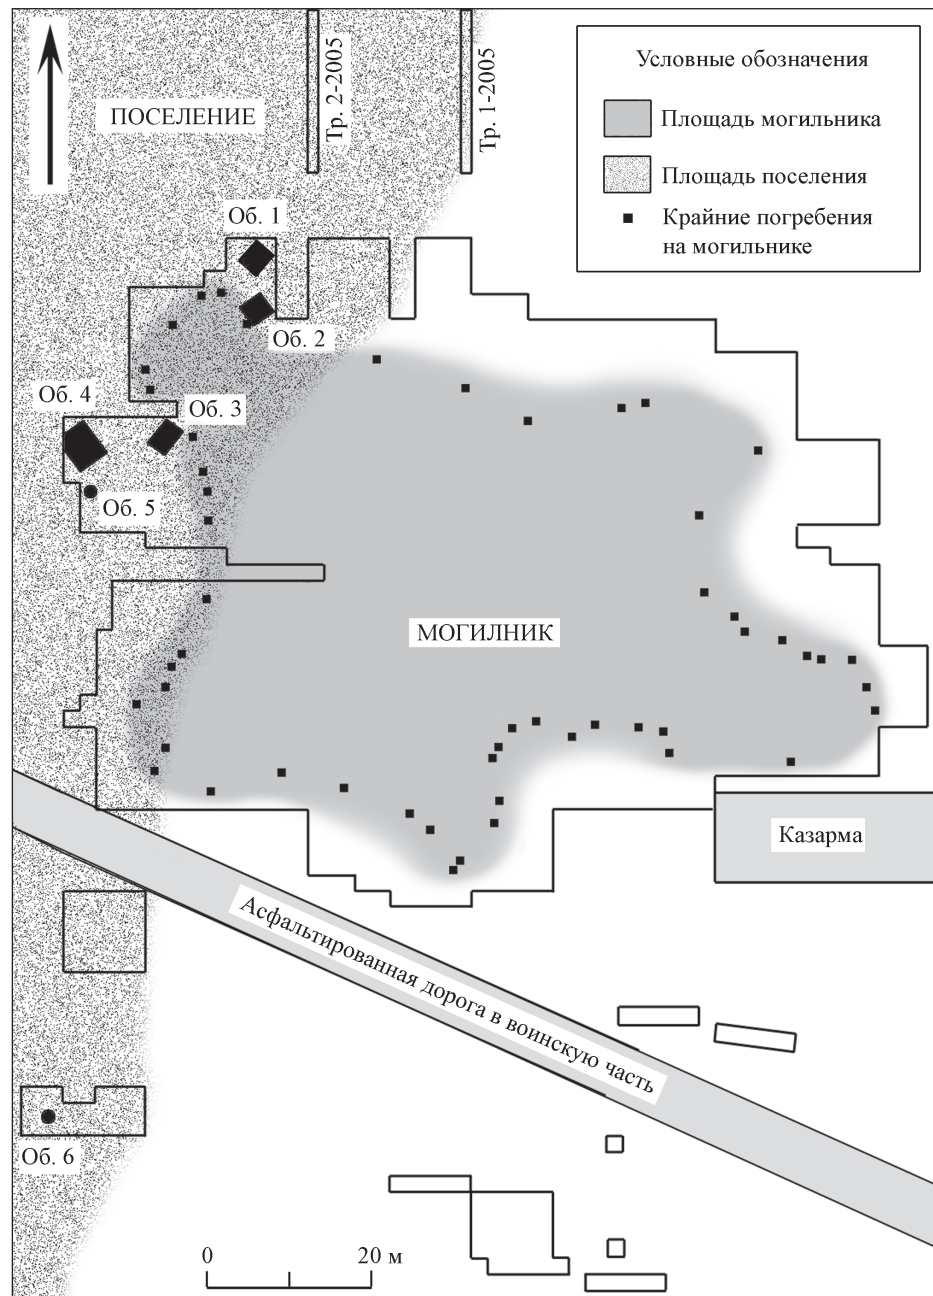 Тр. 2-2005
Тр. 1-2005
Условные обозначения
Площадь могильника
Площадь поселения
Крайние погребения
на могильнике
ПОСЕЛЕНИЕ
Об. 1
Об. 2
Об. 4
Об. 3
Об. 5
МОГИЛНИК
Казарма
Асфальтированная дорога в воинскую часть
Об. 6
0 20 м